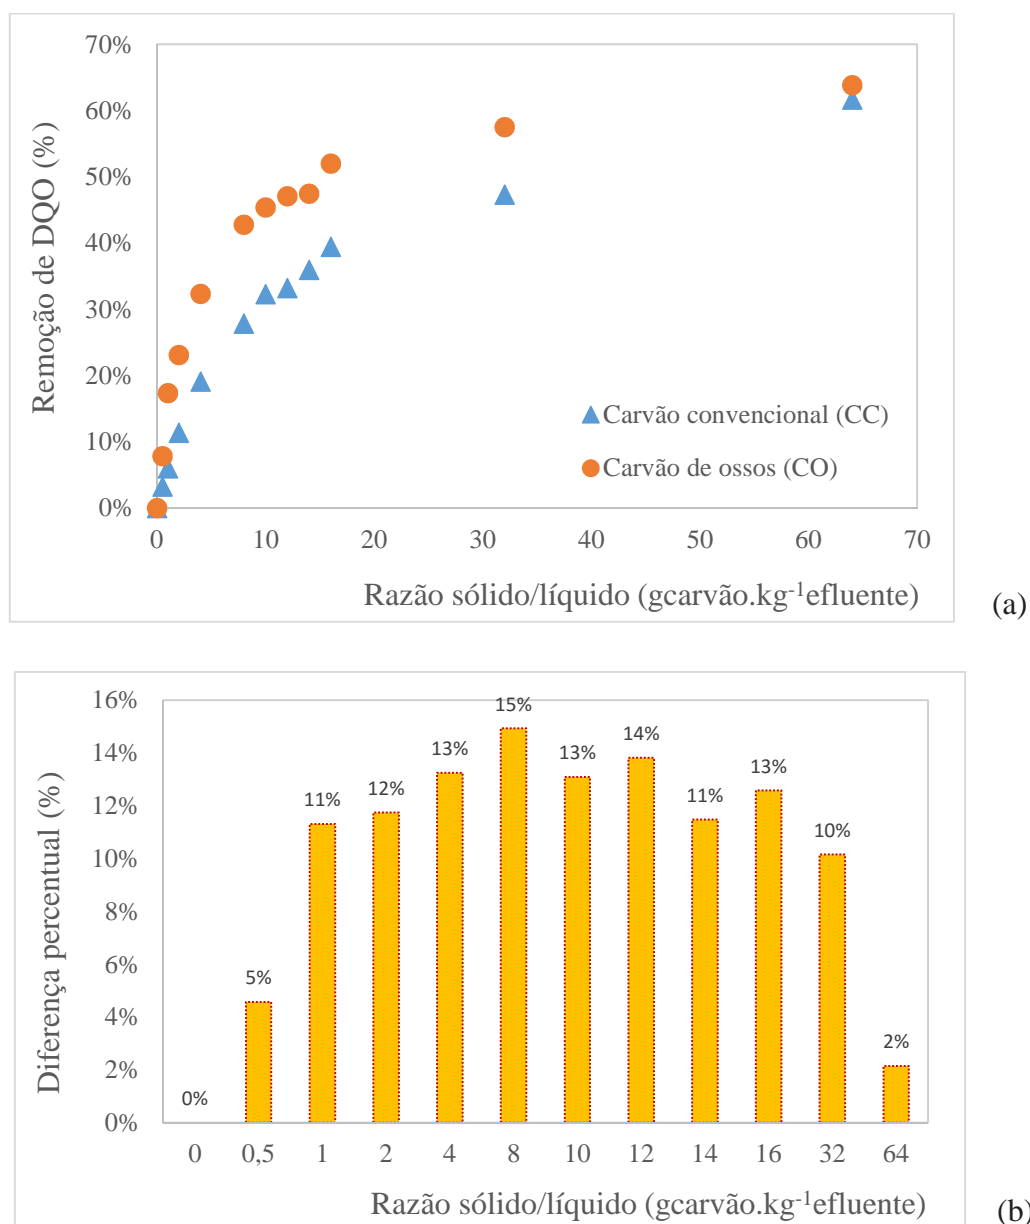 70%
60%
50%
40%
30%
20%
10%
0%
Remoção de DQO (%)
Carvão convencional (CC)
Carvão de ossos (CO)
0 10 20 30 40 50 60 70
Razão sólido/líquido (gcarvão.kg⁻¹efluente)
(a)
16%
14%
12%
10%
8%
6%
4%
2%
0%
Diferença percentual (%)
0% 5% 11% 12% 13% 15% 13% 14% 11% 13% 10% 2%
0 0,5 1 2 4 8 10 12 14 16 32 64
Razão sólido/líquido (gcarvão.kg⁻¹efluente)
(b)